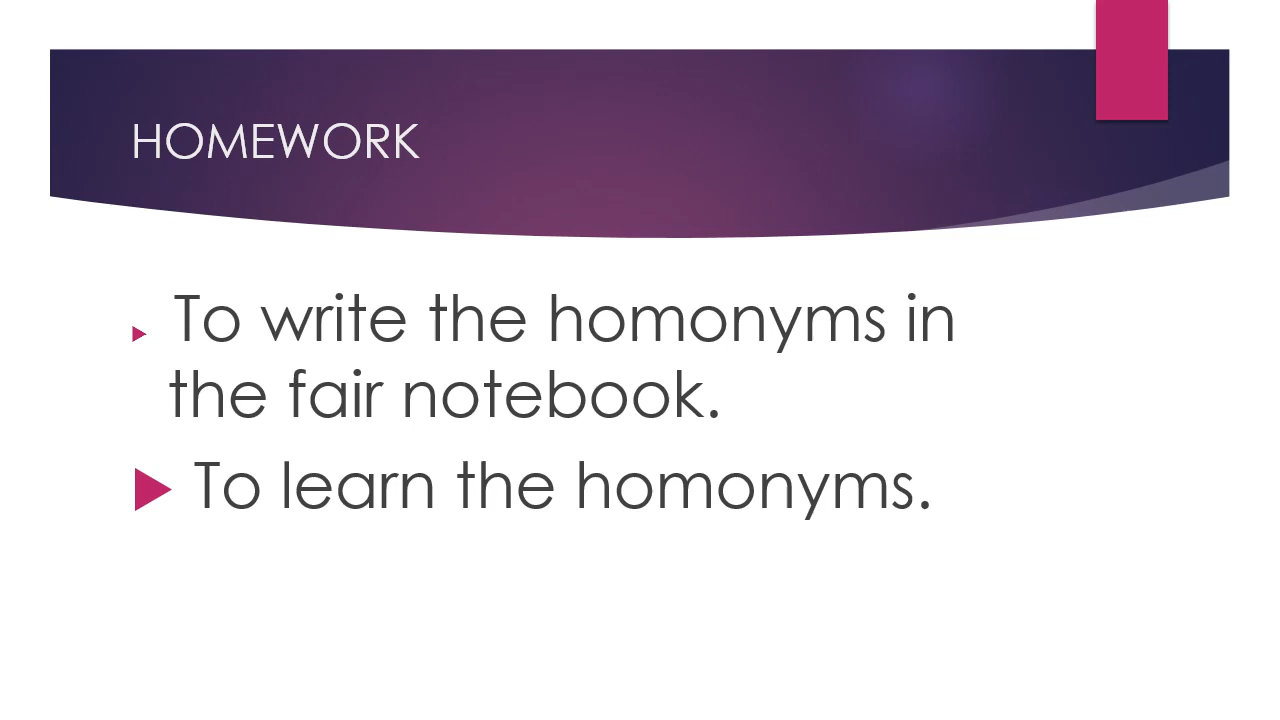 HOMEWORK
To write the homonyms in
the fair notebook.
To learn the homonyms.